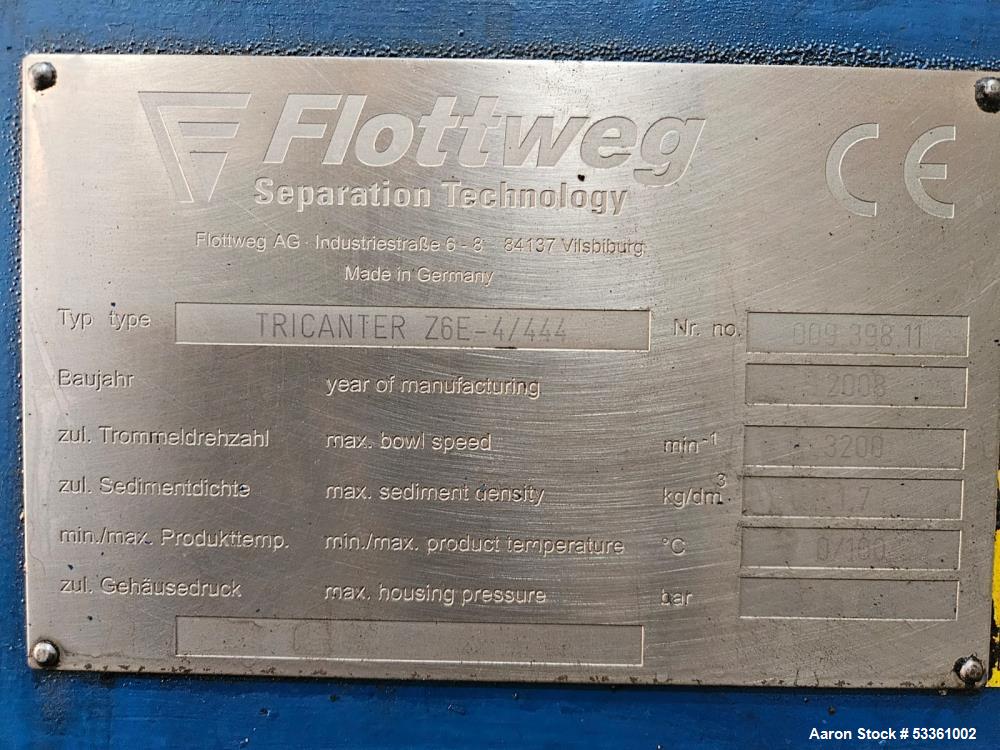 Flottweg
Separation Technology
CE
Flottweg AG · Industriestraße 6 - 8 84137 Vilsbiburg
Made in Germany
Typ type TRICANTER Z6E-4/444 Nr. no. 009 398.11
Baujahr year of manufacturing 2008
zul. Trommeldrehzahl max. bowl speed min⁻¹ 3200
zul. Sedimentdichte max. sediment density kg/dm³ 1,7
min./max. Produkttemp. min./max. product temperature °C 0/100
zul. Gehäusedruck max. housing pressure bar
Aaron Stock # 53361002